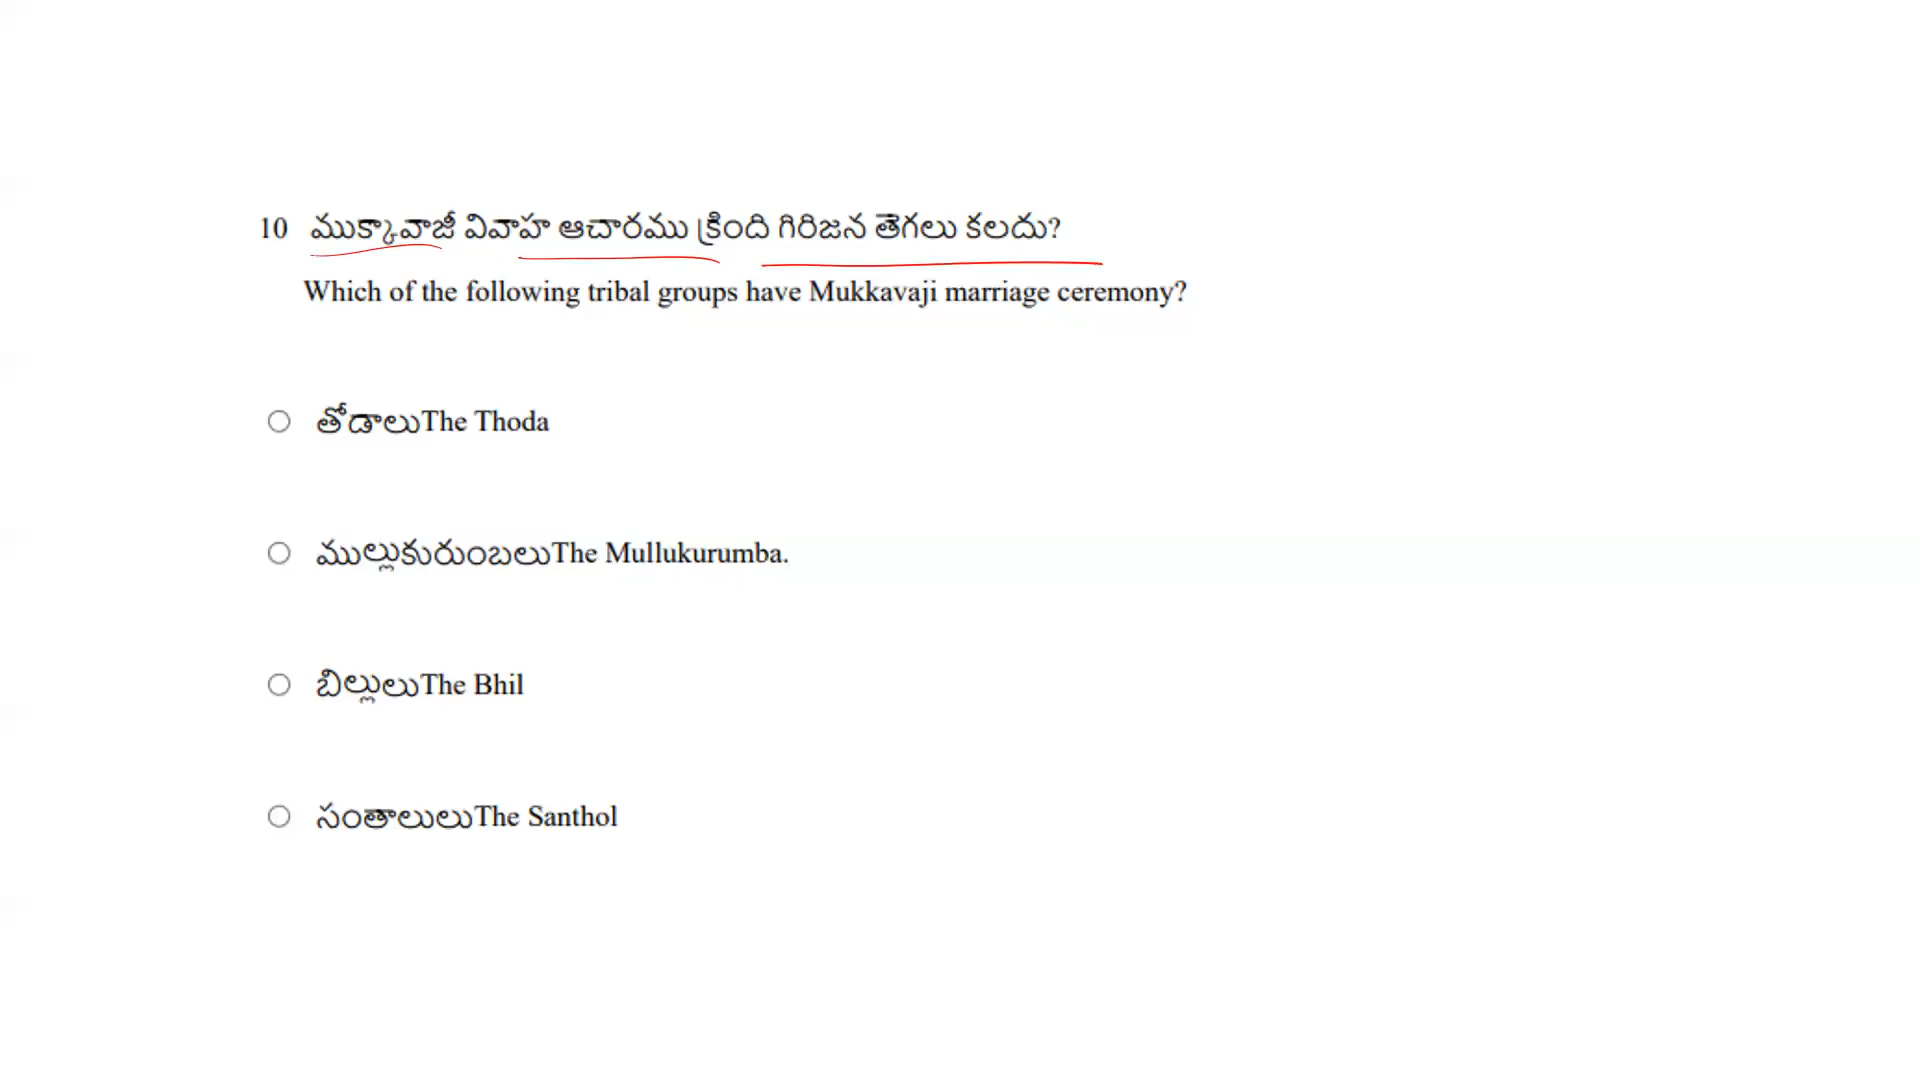 10 ముక్కావాజీ వివాహ ఆచారము క్రింది గిరిజన తెగలు కలదు?
Which of the following tribal groups have Mukkavaji marriage ceremony?
తోడాలుThe Thoda
ముల్లుకురుంబలుThe Mullukurumba.
బిల్లులుThe Bhil
సంతాలులుThe Santhol